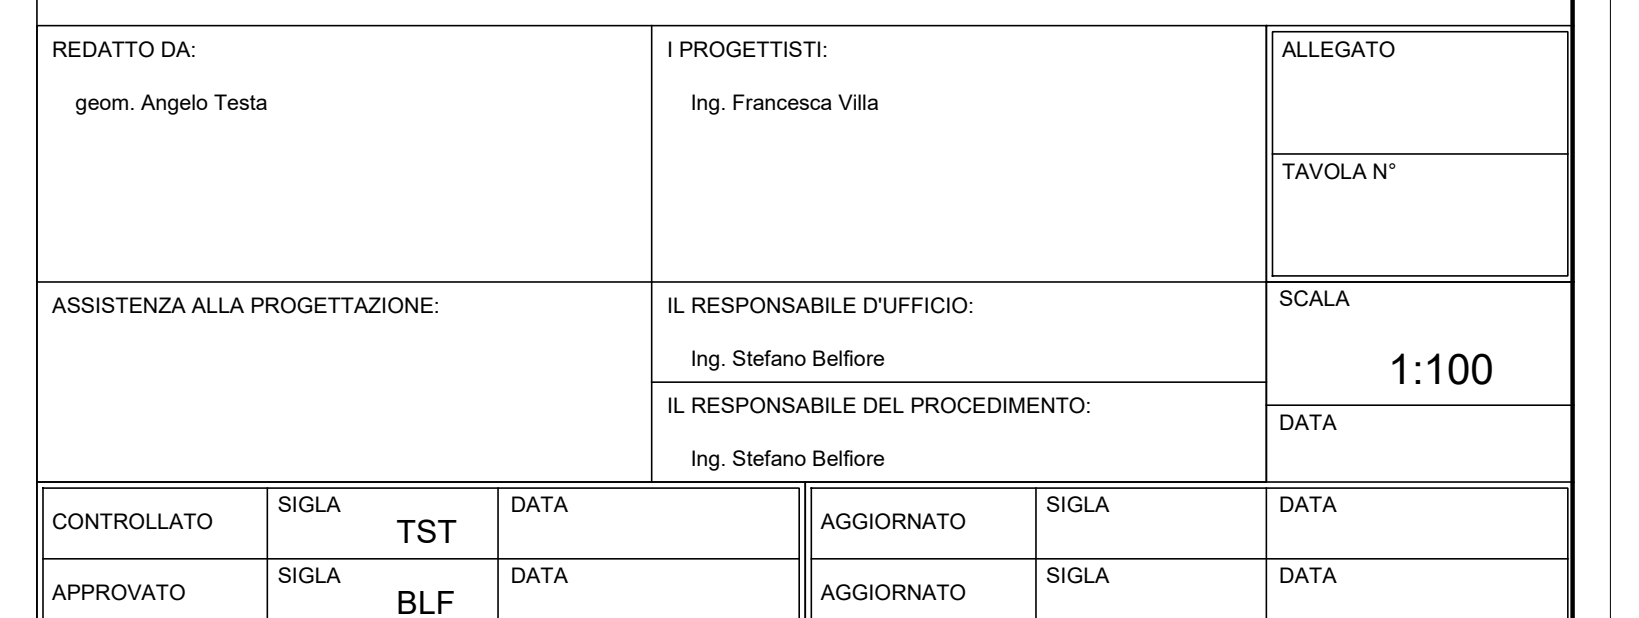 REDATTO DA:
geom. Angelo Testa
I PROGETTISTI:
Ing. Francesca Villa
ALLEGATO
TAVOLA N°
ASSISTENZA ALLA PROGETTAZIONE:
IL RESPONSABILE D'UFFICIO:
Ing. Stefano Belfiore
IL RESPONSABILE DEL PROCEDIMENTO:
Ing. Stefano Belfiore
SCALA
1:100
DATA
CONTROLLATO
SIGLA
TST
DATA
AGGIORNATO
SIGLA
DATA
APPROVATO
SIGLA
BLF
DATA
AGGIORNATO
SIGLA
DATA